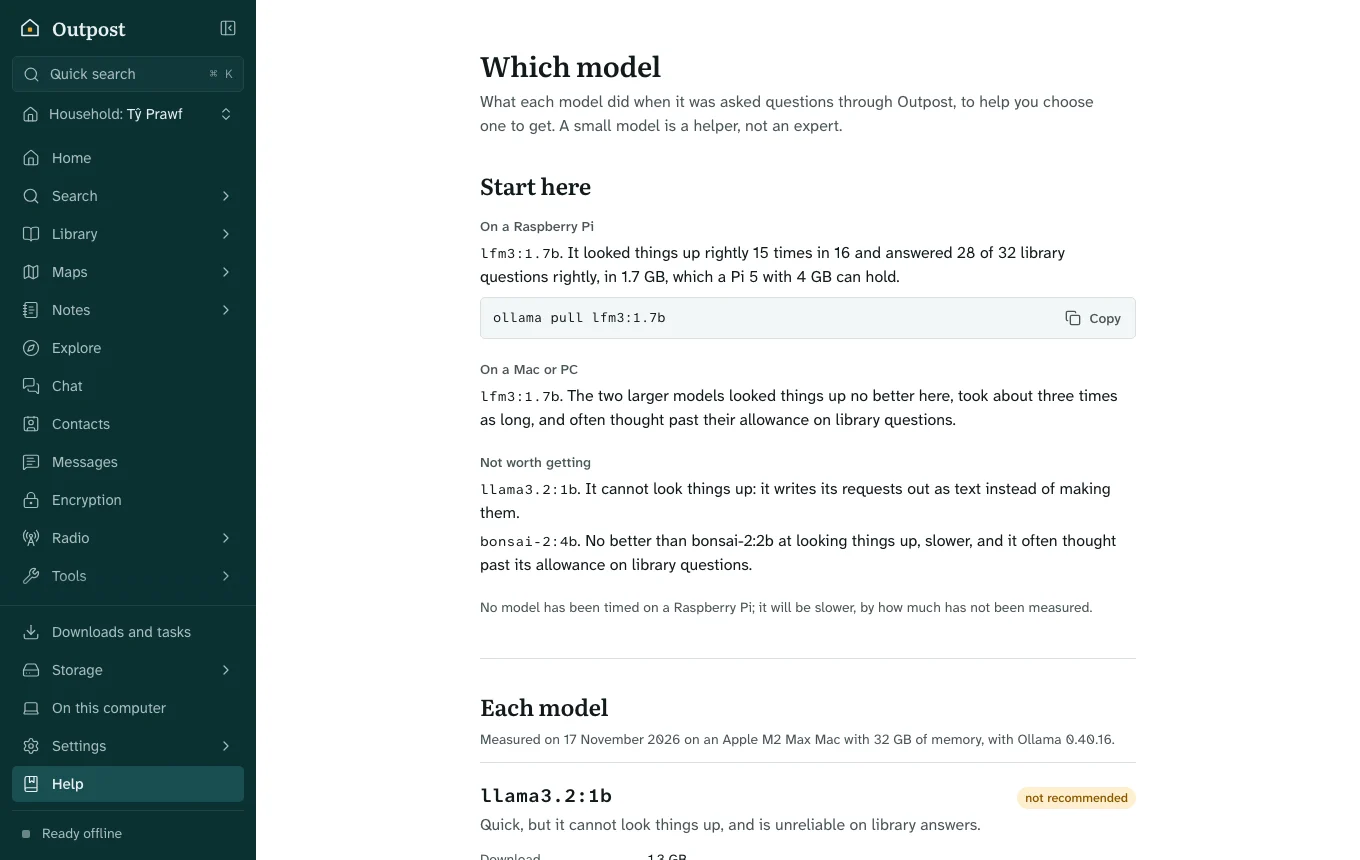 Outpost
Quick search ⌘ K
Household: Tŷ Prawf
Home
Search
Library
Maps
Notes
Explore
Chat
Contacts
Messages
Encryption
Radio
Tools
Downloads and tasks
Storage
On this computer
Settings
Help
Ready offline
Which model
What each model did when it was asked questions through Outpost, to help you choose
one to get. A small model is a helper, not an expert.
Start here
On a Raspberry Pi
lfm3:1.7b. It looked things up rightly 15 times in 16 and answered 28 of 32 library
questions rightly, in 1.7 GB, which a Pi 5 with 4 GB can hold.
ollama pull lfm3:1.7b Copy
On a Mac or PC
lfm3:1.7b. The two larger models looked things up no better here, took about three times
as long, and often thought past their allowance on library questions.
Not worth getting
llama3.2:1b. It cannot look things up: it writes its requests out as text instead of making
them.
bonsai-2:4b. No better than bonsai-2:2b at looking things up, slower, and it often thought
past its allowance on library questions.
No model has been timed on a Raspberry Pi; it will be slower, by how much has not been measured.
Each model
Measured on 17 November 2026 on an Apple M2 Max Mac with 32 GB of memory, with Ollama 0.40.16.
llama3.2:1b not recommended
Quick, but it cannot look things up, and is unreliable on library answers.
Download 1.3 GB